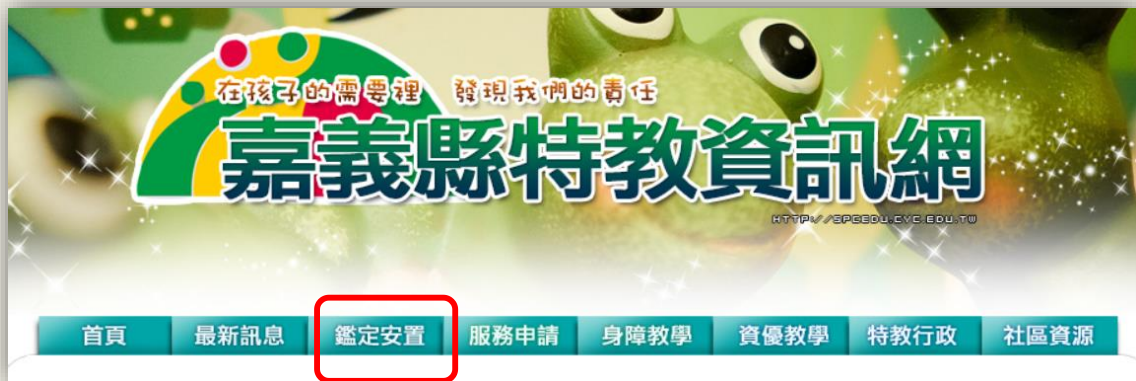 在孩子的需要裡 發現我們的責任
嘉義縣特教資訊網
HTTP://SPCEDU.CYC.EDU.TW
首頁 最新訊息 鑑定安置 服務申請 身障教學 資優教學 特教行政 社區資源